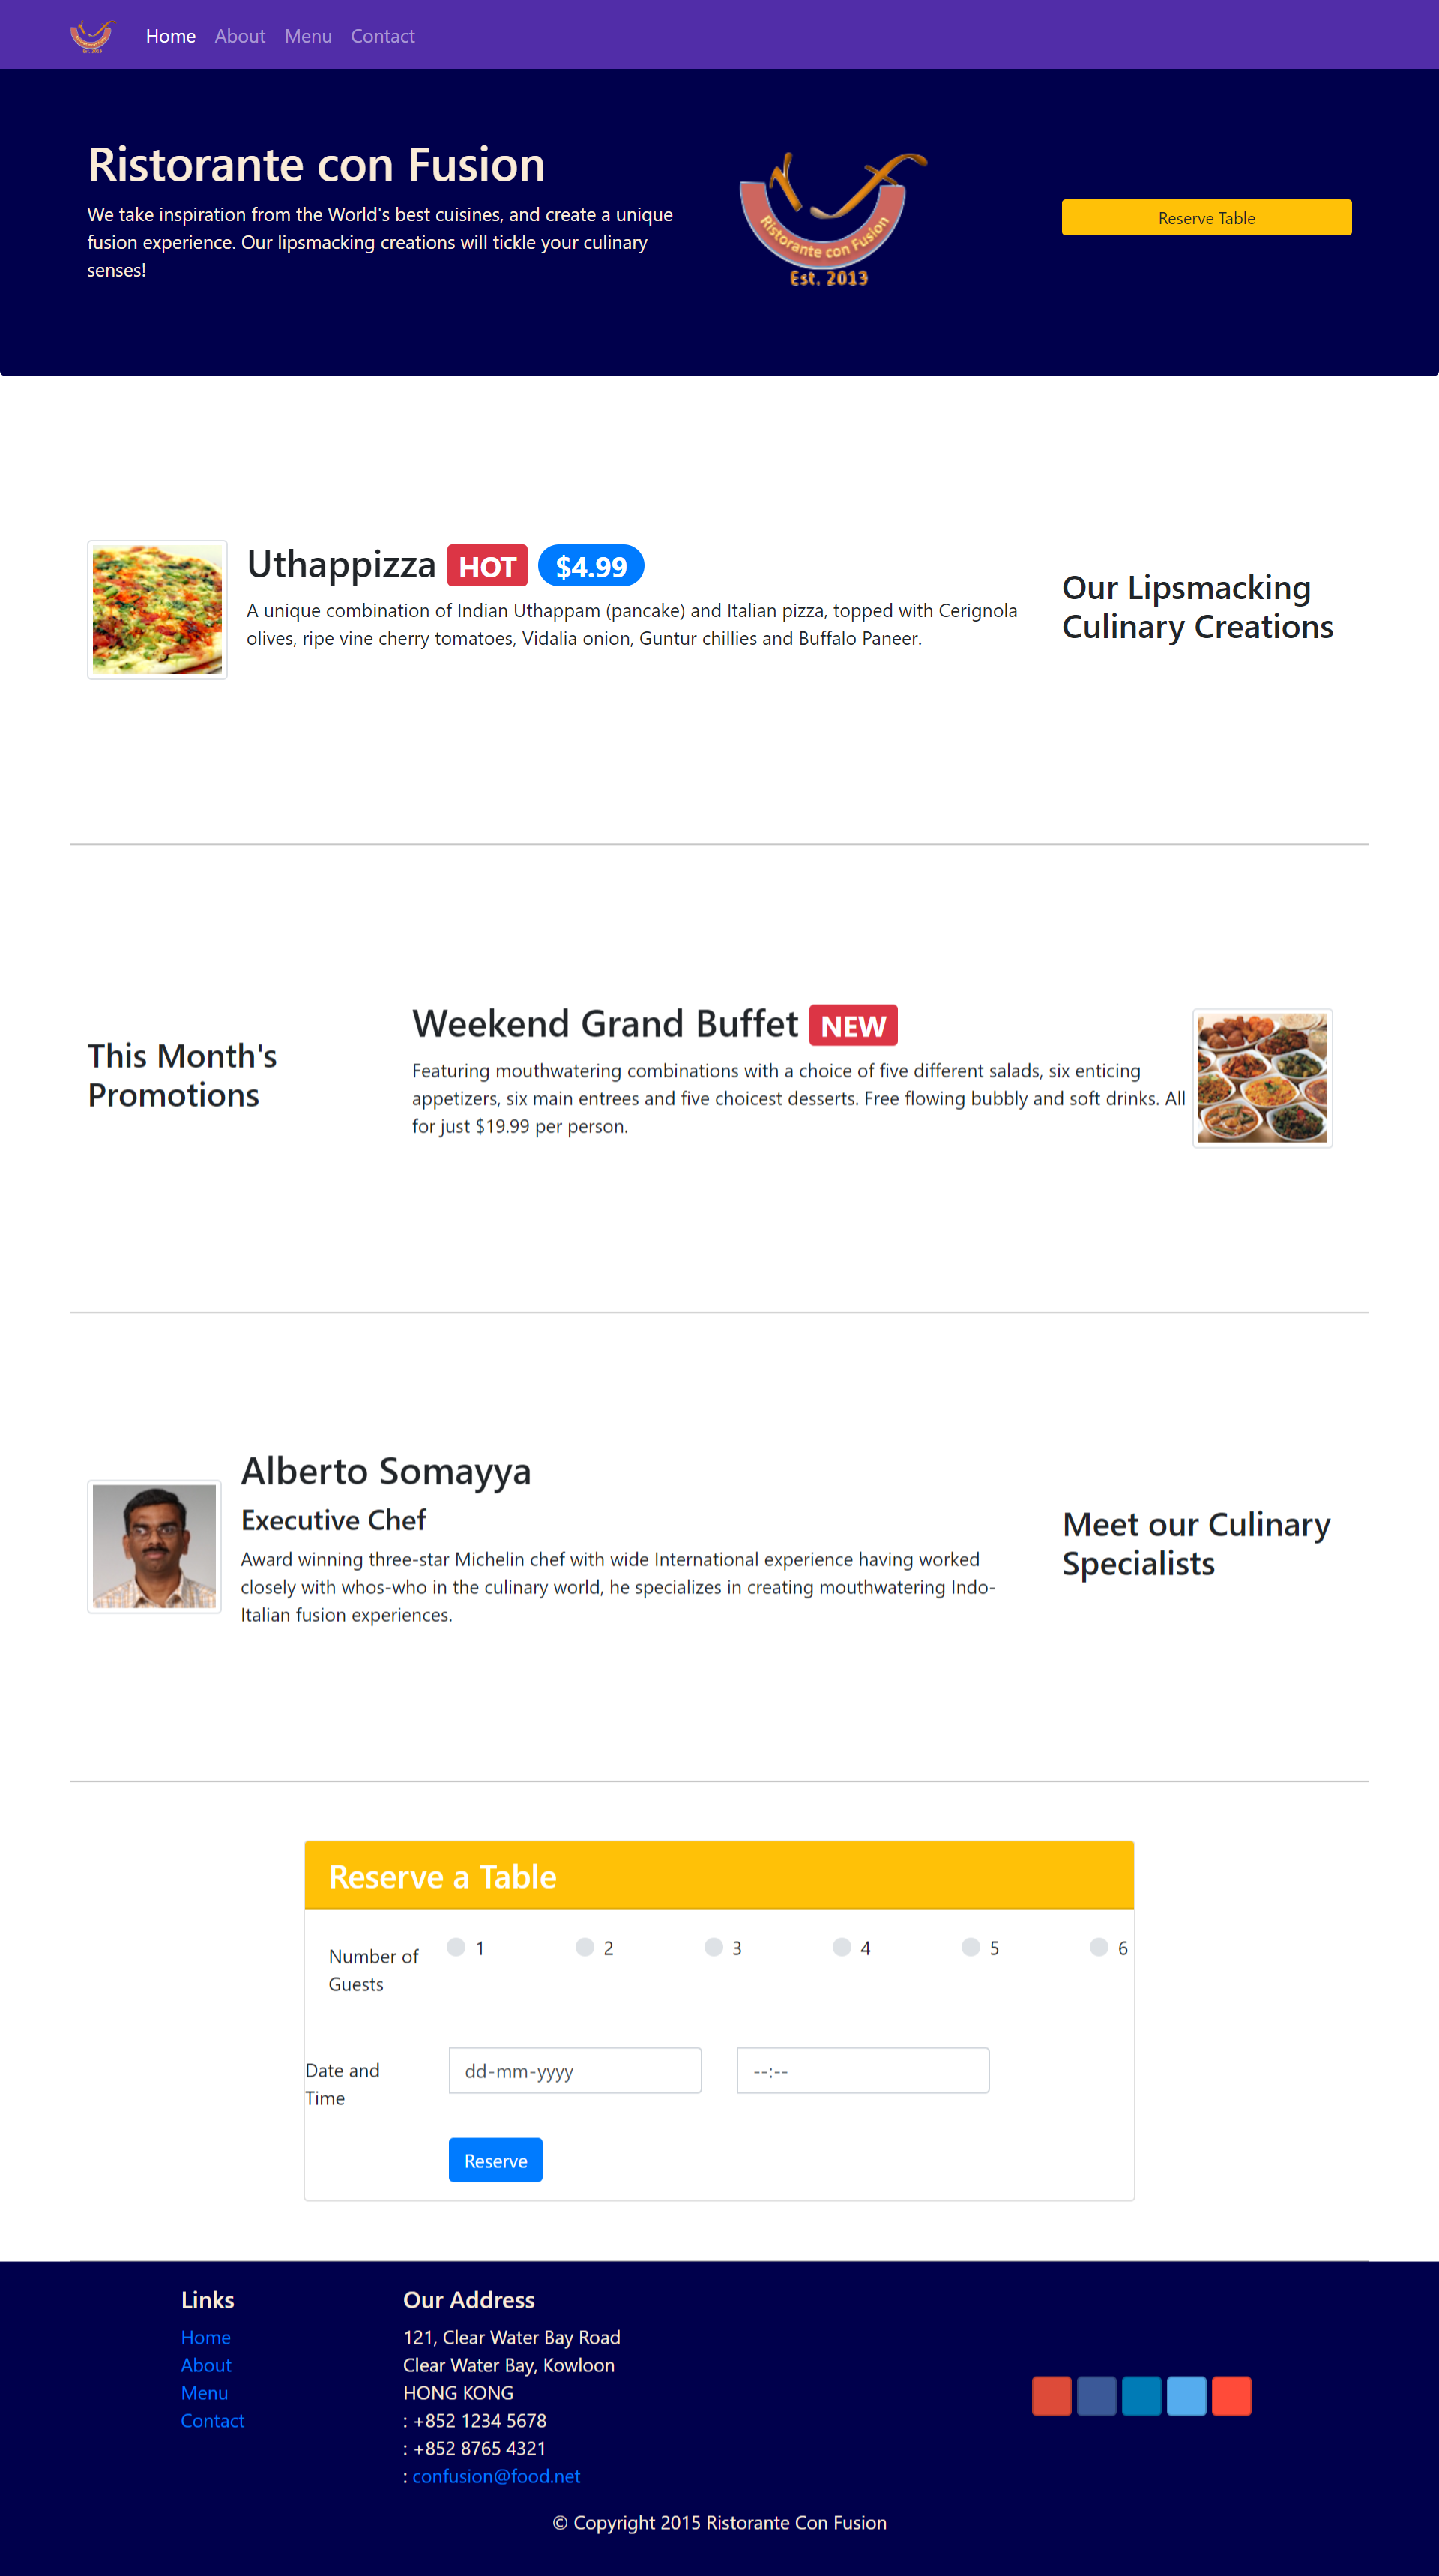 Est. 2013
Home About Menu Contact
Ristorante con Fusion
We take inspiration from the World's best cuisines, and create a unique
fusion experience. Our lipsmacking creations will tickle your culinary
senses!
Ristorante con Fusion
Est. 2013
Reserve Table
Uthappizza HOT $4.99
A unique combination of Indian Uthappam (pancake) and Italian pizza, topped with Cerignola
olives, ripe vine cherry tomatoes, Vidalia onion, Guntur chillies and Buffalo Paneer.
Our Lipsmacking
Culinary Creations
This Month's
Promotions
Weekend Grand Buffet NEW
Featuring mouthwatering combinations with a choice of five different salads, six enticing
appetizers, six main entrees and five choicest desserts. Free flowing bubbly and soft drinks. All
for just $19.99 per person.
Alberto Somayya
Executive Chef
Award winning three-star Michelin chef with wide International experience having worked
closely with whos-who in the culinary world, he specializes in creating mouthwatering Indo-
Italian fusion experiences.
Meet our Culinary
Specialists
Reserve a Table
Number of
Guests
1 2 3 4 5 6
Date and
Time
dd-mm-yyyy
--:--
Reserve
Links
Home
About
Menu
Contact
Our Address
121, Clear Water Bay Road
Clear Water Bay, Kowloon
HONG KONG
: +852 1234 5678
: +852 8765 4321
: confusion@food.net
© Copyright 2015 Ristorante Con Fusion